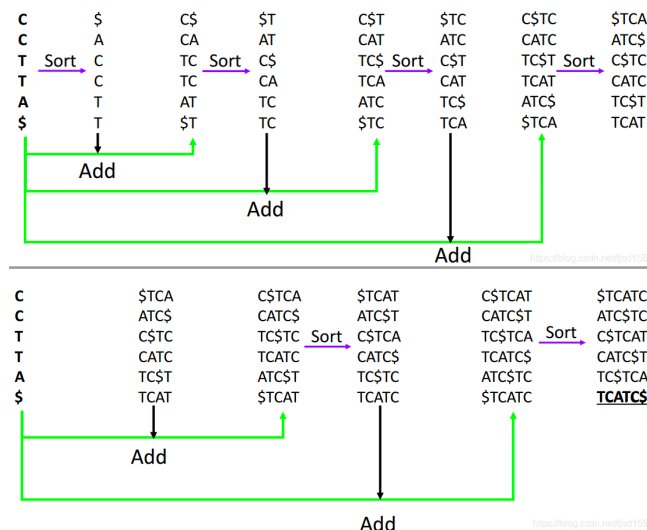 C $ C$ $T C$T $TC C$TC $TCA
C A CA AT CAT ATC CATC ATC$
T Sort C TC Sort C$ TC$ Sort C$T TC$T Sort C$TC
T C TC CA TCA CAT TCAT CATC
A T AT TC ATC TC$ ATC$ TC$T
$ T $T TC $TC TCA $TCA TCAT
Add
Add
Add
https://blog.csdn.net/fjsd155
C $TCA C$TCA $TCAT C$TCAT $TCATC
C ATC$ CATC$ ATC$T CATC$T ATC$TC
T C$TC TC$TC Sort C$TCA TC$TCA Sort C$TCAT
T CATC TCATC CATC$ TCATC$ CATC$T
A TC$T ATC$T TC$TC ATC$TC TC$TCA
$ TCAT $TCAT TCATC $TCATC TCATC$
Add
Add
https://blog.csdn.net/fjsd155